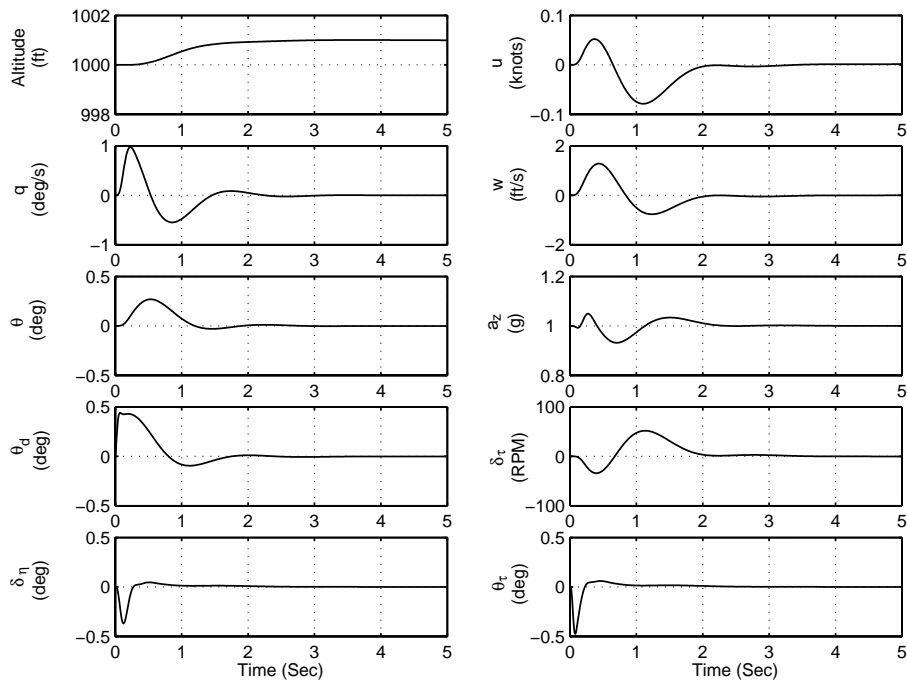 1002
1000
998
Altitude
(ft)
0 1 2 3 4 5
1
0
−1
q
(deg/s)
0 1 2 3 4 5
0.5
0
−0.5
θ
(deg)
0 1 2 3 4 5
0.5
0
−0.5
θd
(deg)
0 1 2 3 4 5
0.5
0
−0.5
δη
(deg)
0 1 2 3 4 5
Time (Sec)
0.1
0
−0.1
u
(knots)
0 1 2 3 4 5
2
0
−2
w
(ft/s)
0 1 2 3 4 5
1.2
1
0.8
az
(g)
0 1 2 3 4 5
100
0
−100
δτ
(RPM)
0 1 2 3 4 5
0.5
0
−0.5
θτ
(deg)
0 1 2 3 4 5
Time (Sec)